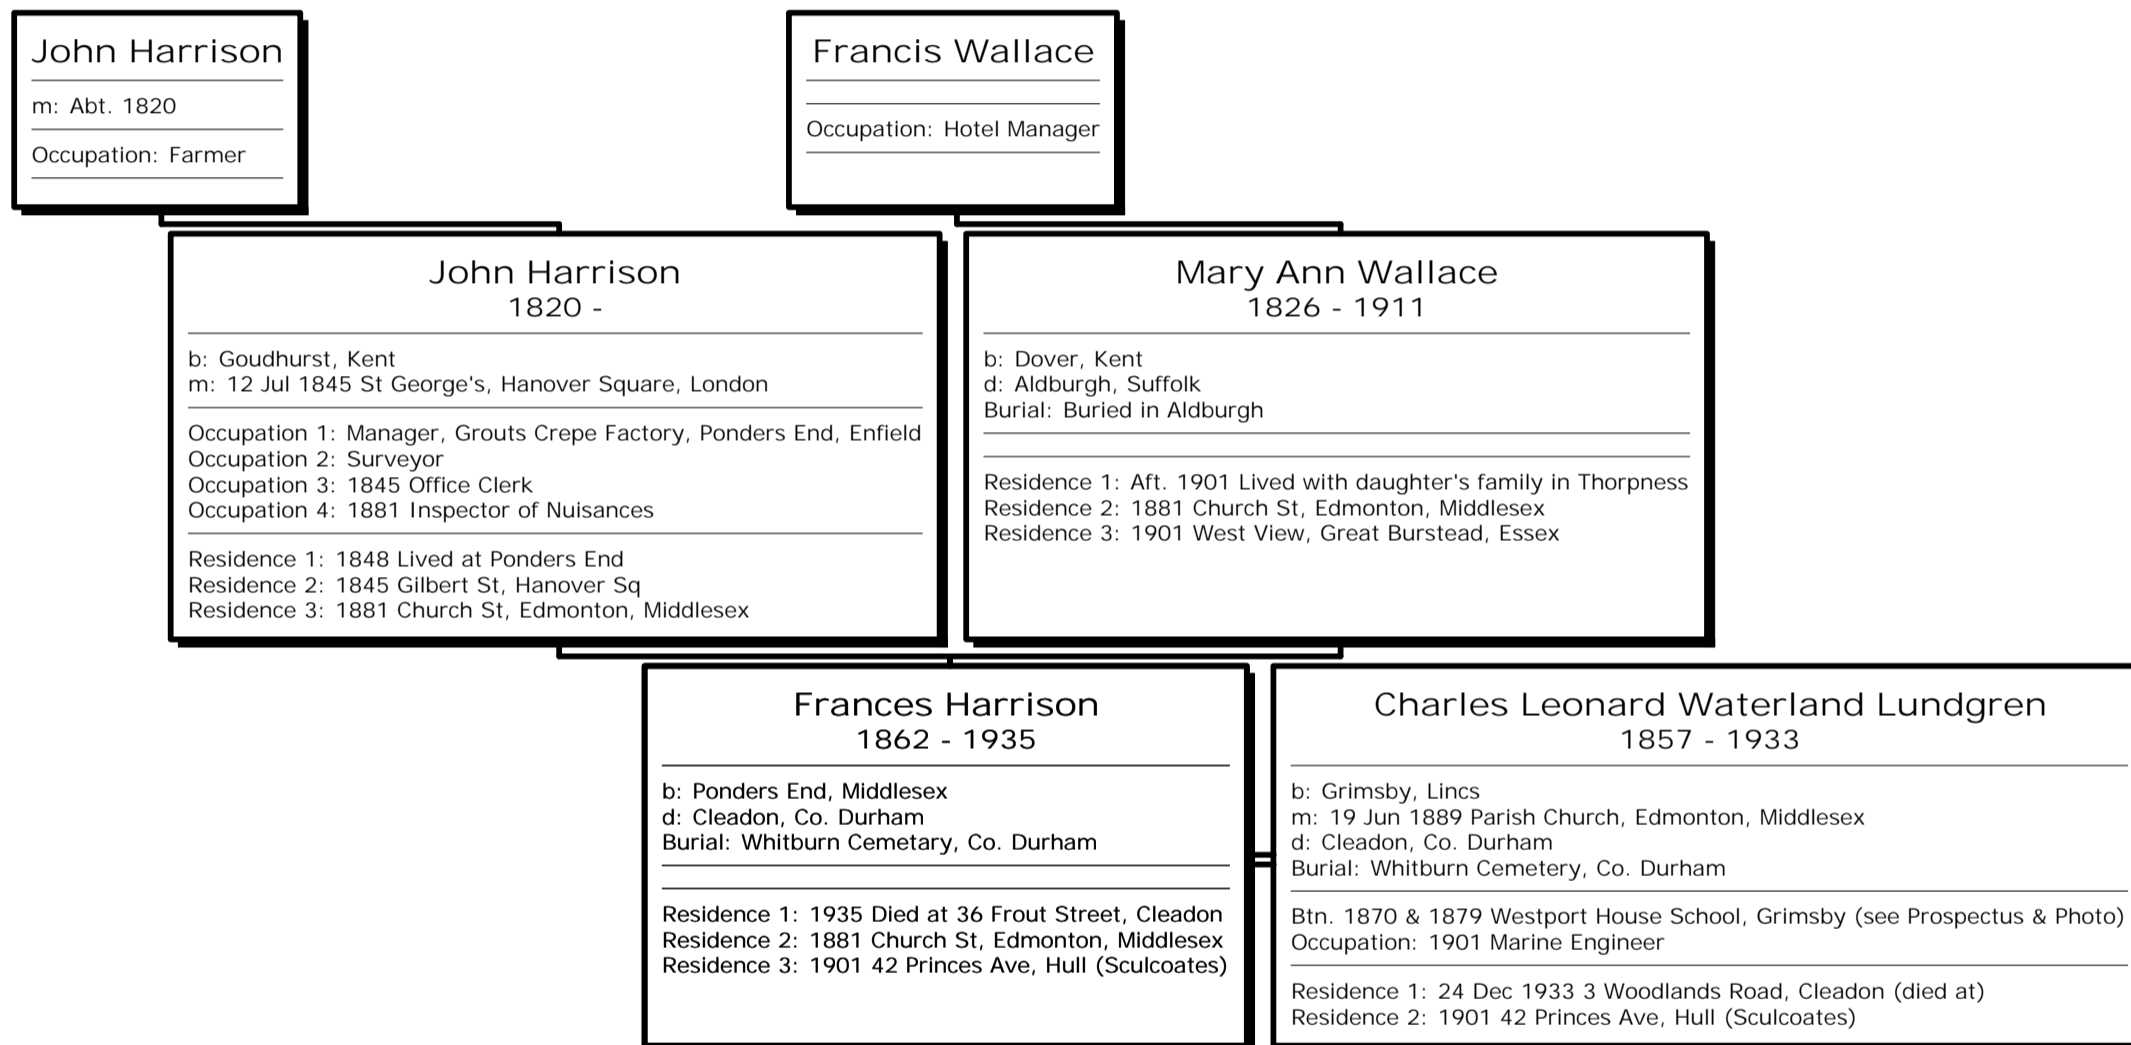 John Harrison
m: Abt. 1820
Occupation: Farmer
Francis Wallace
Occupation: Hotel Manager
John Harrison
1820 -
b: Goudhurst, Kent
m: 12 Jul 1845 St George's, Hanover Square, London
Occupation 1: Manager, Grouts Crepe Factory, Ponders End, Enfield
Occupation 2: Surveyor
Occupation 3: 1845 Office Clerk
Occupation 4: 1881 Inspector of Nuisances
Residence 1: 1848 Lived at Ponders End
Residence 2: 1845 Gilbert St, Hanover Sq
Residence 3: 1881 Church St, Edmonton, Middlesex
Mary Ann Wallace
1826 - 1911
b: Dover, Kent
d: Aldburgh, Suffolk
Burial: Buried in Aldburgh
Residence 1: Aft. 1901 Lived with daughter's family in Thorpness
Residence 2: 1881 Church St, Edmonton, Middlesex
Residence 3: 1901 West View, Great Burstead, Essex
Frances Harrison
1862 - 1935
b: Ponders End, Middlesex
d: Cleadon, Co. Durham
Burial: Whitburn Cemetary, Co. Durham
Residence 1: 1935 Died at 36 Frout Street, Cleadon
Residence 2: 1881 Church St, Edmonton, Middlesex
Residence 3: 1901 42 Princes Ave, Hull (Sculcoates)
Charles Leonard Waterland Lundgren
1857 - 1933
b: Grimsby, Lincs
m: 19 Jun 1889 Parish Church, Edmonton, Middlesex
d: Cleadon, Co. Durham
Burial: Whitburn Cemetery, Co. Durham
Btn. 1870 & 1879 Westport House School, Grimsby (see Prospectus & Photo)
Occupation: 1901 Marine Engineer
Residence 1: 24 Dec 1933 3 Woodlands Road, Cleadon (died at)
Residence 2: 1901 42 Princes Ave, Hull (Sculcoates)